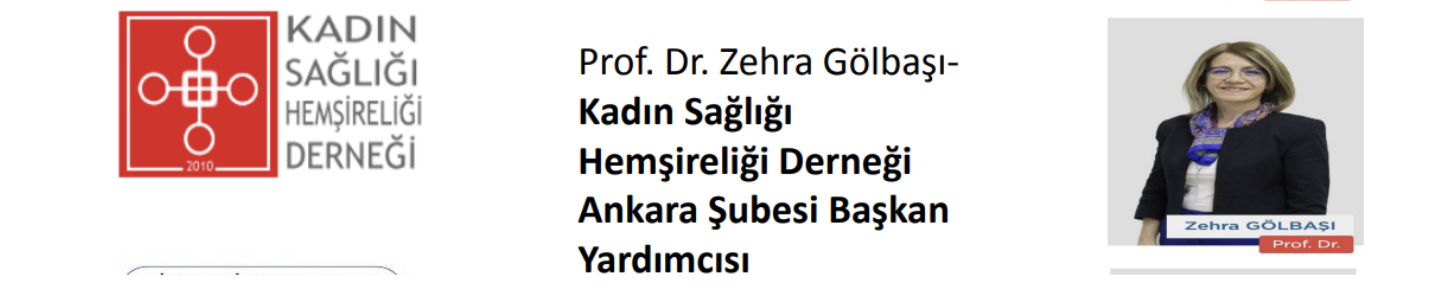 KADIN
SAĞLIĞI
HEMŞİRELİĞİ
DERNEĞİ
2010
Prof. Dr. Zehra Gölbaşı-
Kadın Sağlığı
Hemşireliği Derneği
Ankara Şubesi Başkan
Yardımcısı
Zehra GÖLBAŞI
Prof. Dr.